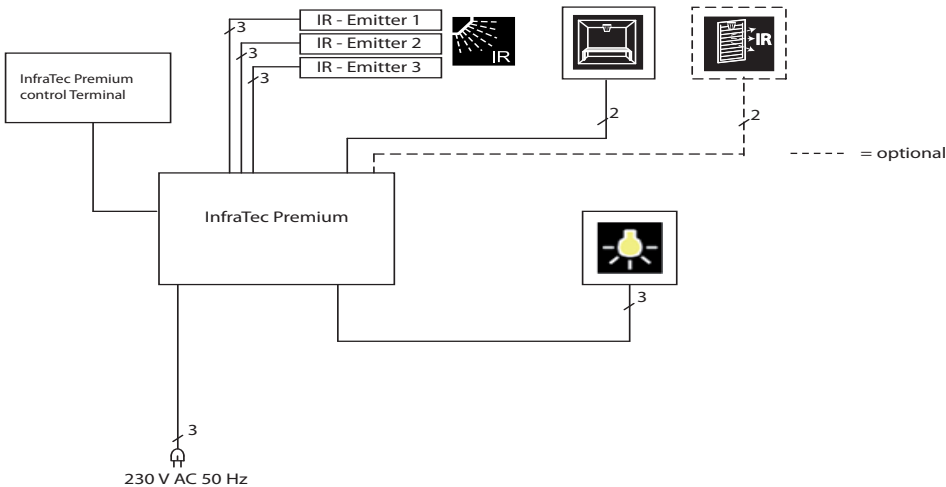 3
IR - Emitter 1
3
IR - Emitter 2
3
IR - Emitter 3
IR
IR
InfraTec Premium
control Terminal
2
2
= optional
InfraTec Premium
3
3
230 V AC 50 Hz